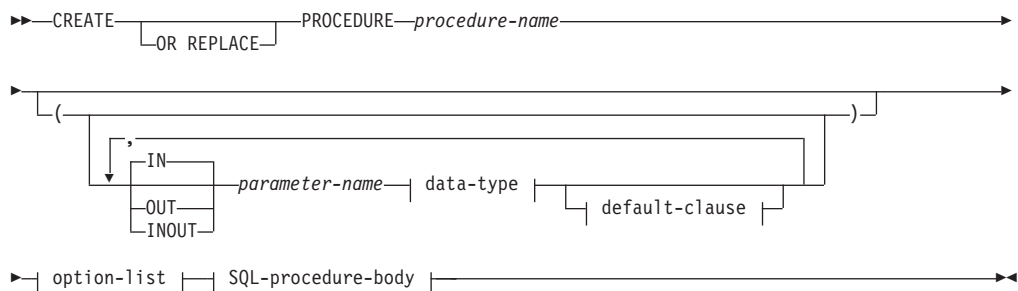 CREATE OR REPLACE PROCEDURE procedure-name
( )
,
IN parameter-name data-type default-clause
OUT
INOUT
option-list SQL-procedure-body